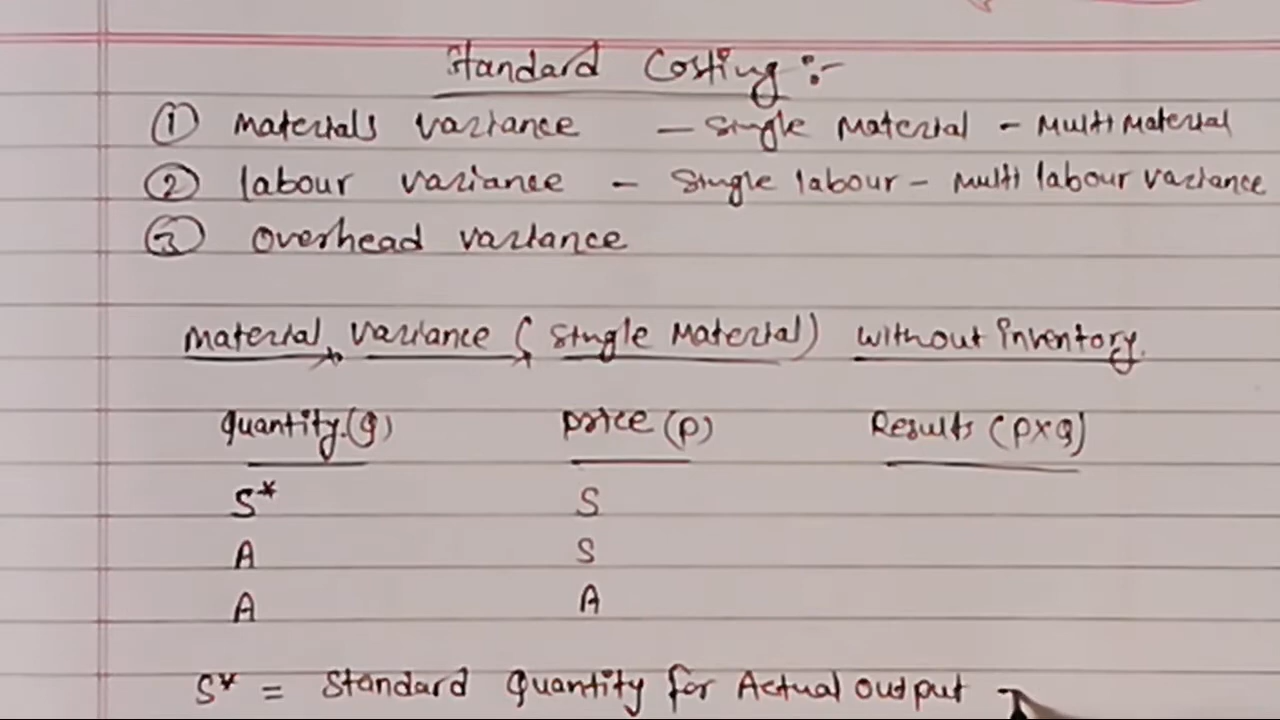 Standard Costing :-
① Materials variance - Single Material - Multi Material
② labour variance - Single labour - Multi labour variance
③ overhead variance
Material variance (Single Material) without inventory.
Quantity.(Q) Price (P) Results (P×Q)
S* S
A S
A A
S* = Standard Quantity for Actual output -